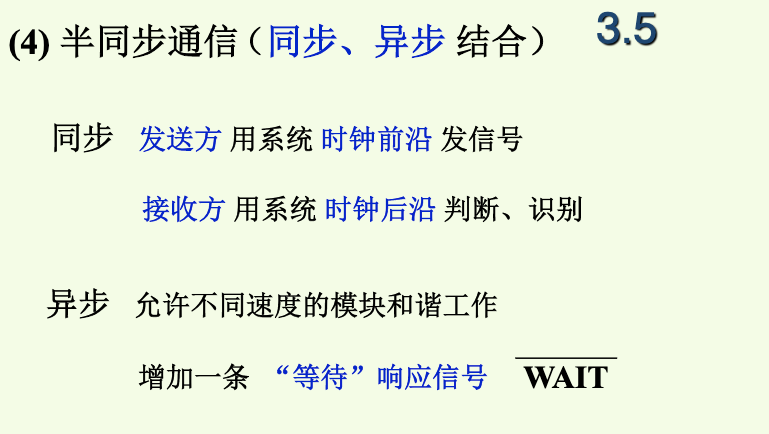 (4) 半同步通信（同步、异步 结合） 3.5
同步 发送方 用系统 时钟前沿 发信号
接收方 用系统 时钟后沿 判断、识别
异步 允许不同速度的模块和谐工作
增加一条 “等待”响应信号 WAIT